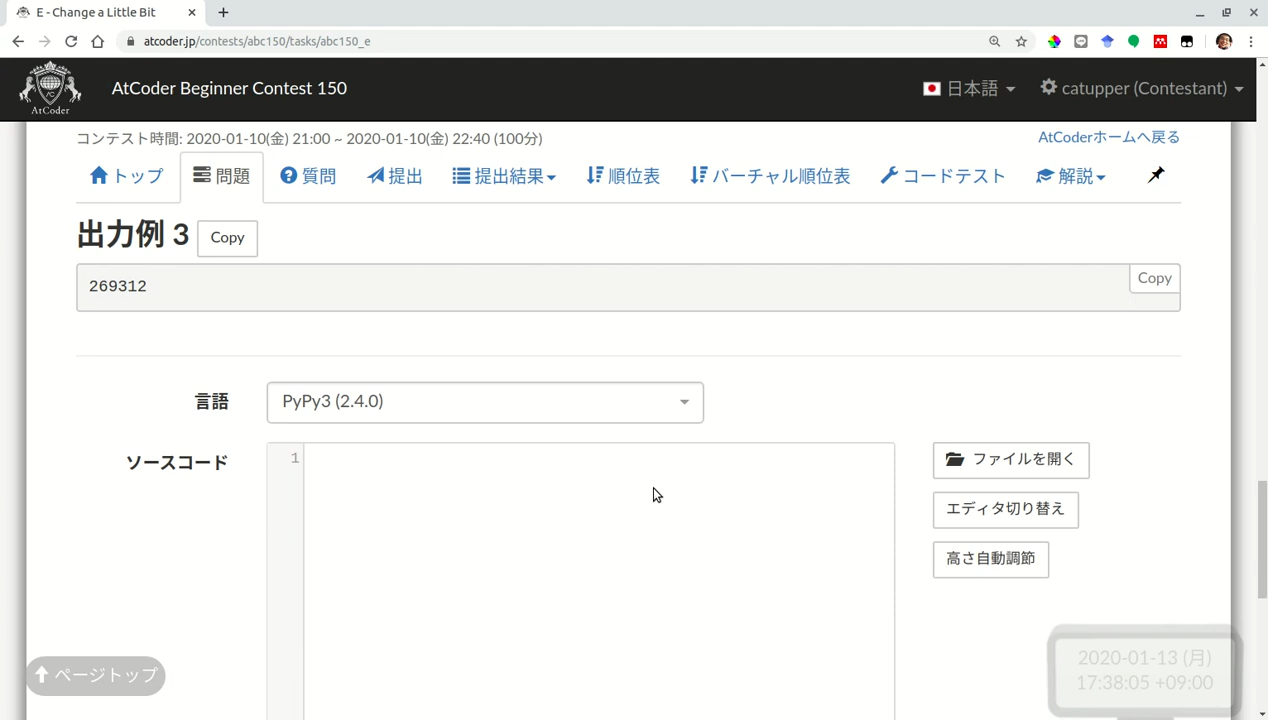 E - Change a Little Bit
atcoder.jp/contests/abc150/tasks/abc150_e
AtCoder
AtCoder Beginner Contest 150
日本語
catupper (Contestant)
コンテスト時間: 2020-01-10(金) 21:00 ~ 2020-01-10(金) 22:40 (100分)
AtCoderホームへ戻る
トップ
問題
質問
提出
提出結果
順位表
バーチャル順位表
コードテスト
解説
出力例 3
Copy
269312
Copy
言語
PyPy3 (2.4.0)
ソースコード
1
ファイルを開く
エディタ切り替え
高さ自動調節
ページトップ
2020-01-13 (月)
17:38:05 +09:00